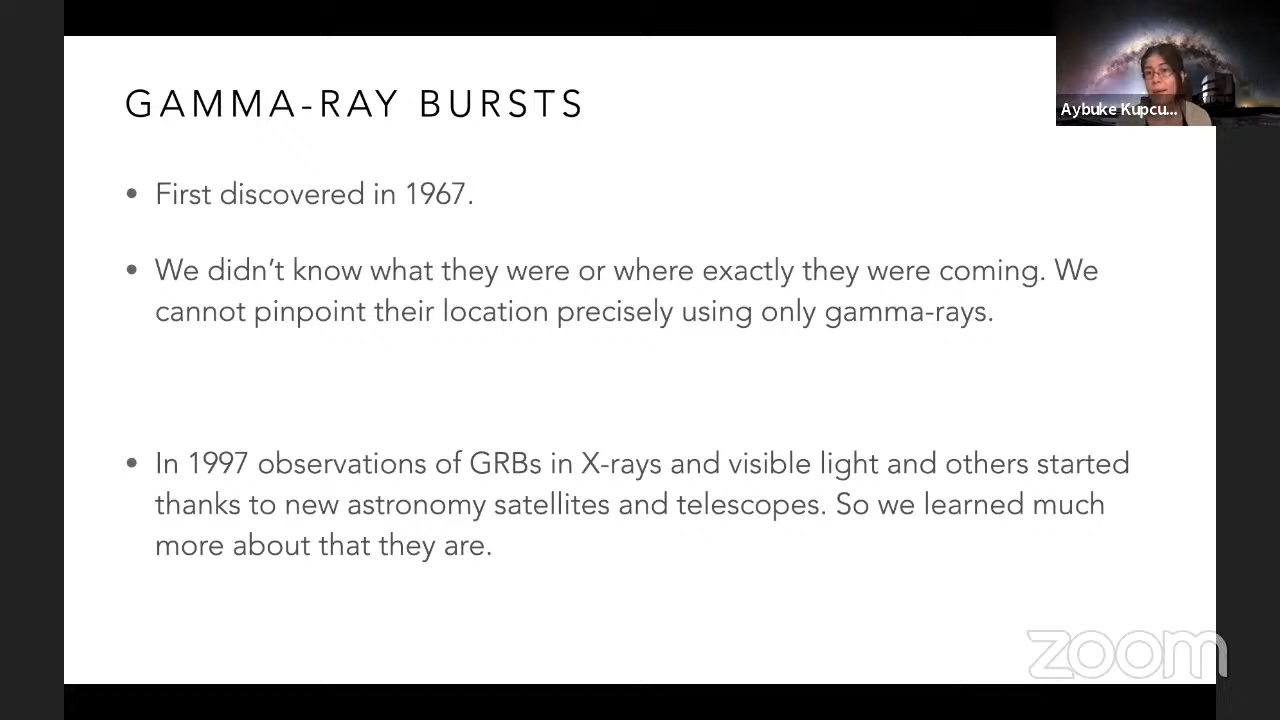 GAMMA-RAY BURSTS
Aybuke Kupcu...
• First discovered in 1967.
• We didn't know what they were or where exactly they were coming. We
cannot pinpoint their location precisely using only gamma-rays.
• In 1997 observations of GRBs in X-rays and visible light and others started
thanks to new astronomy satellites and telescopes. So we learned much
more about that they are.
zoom